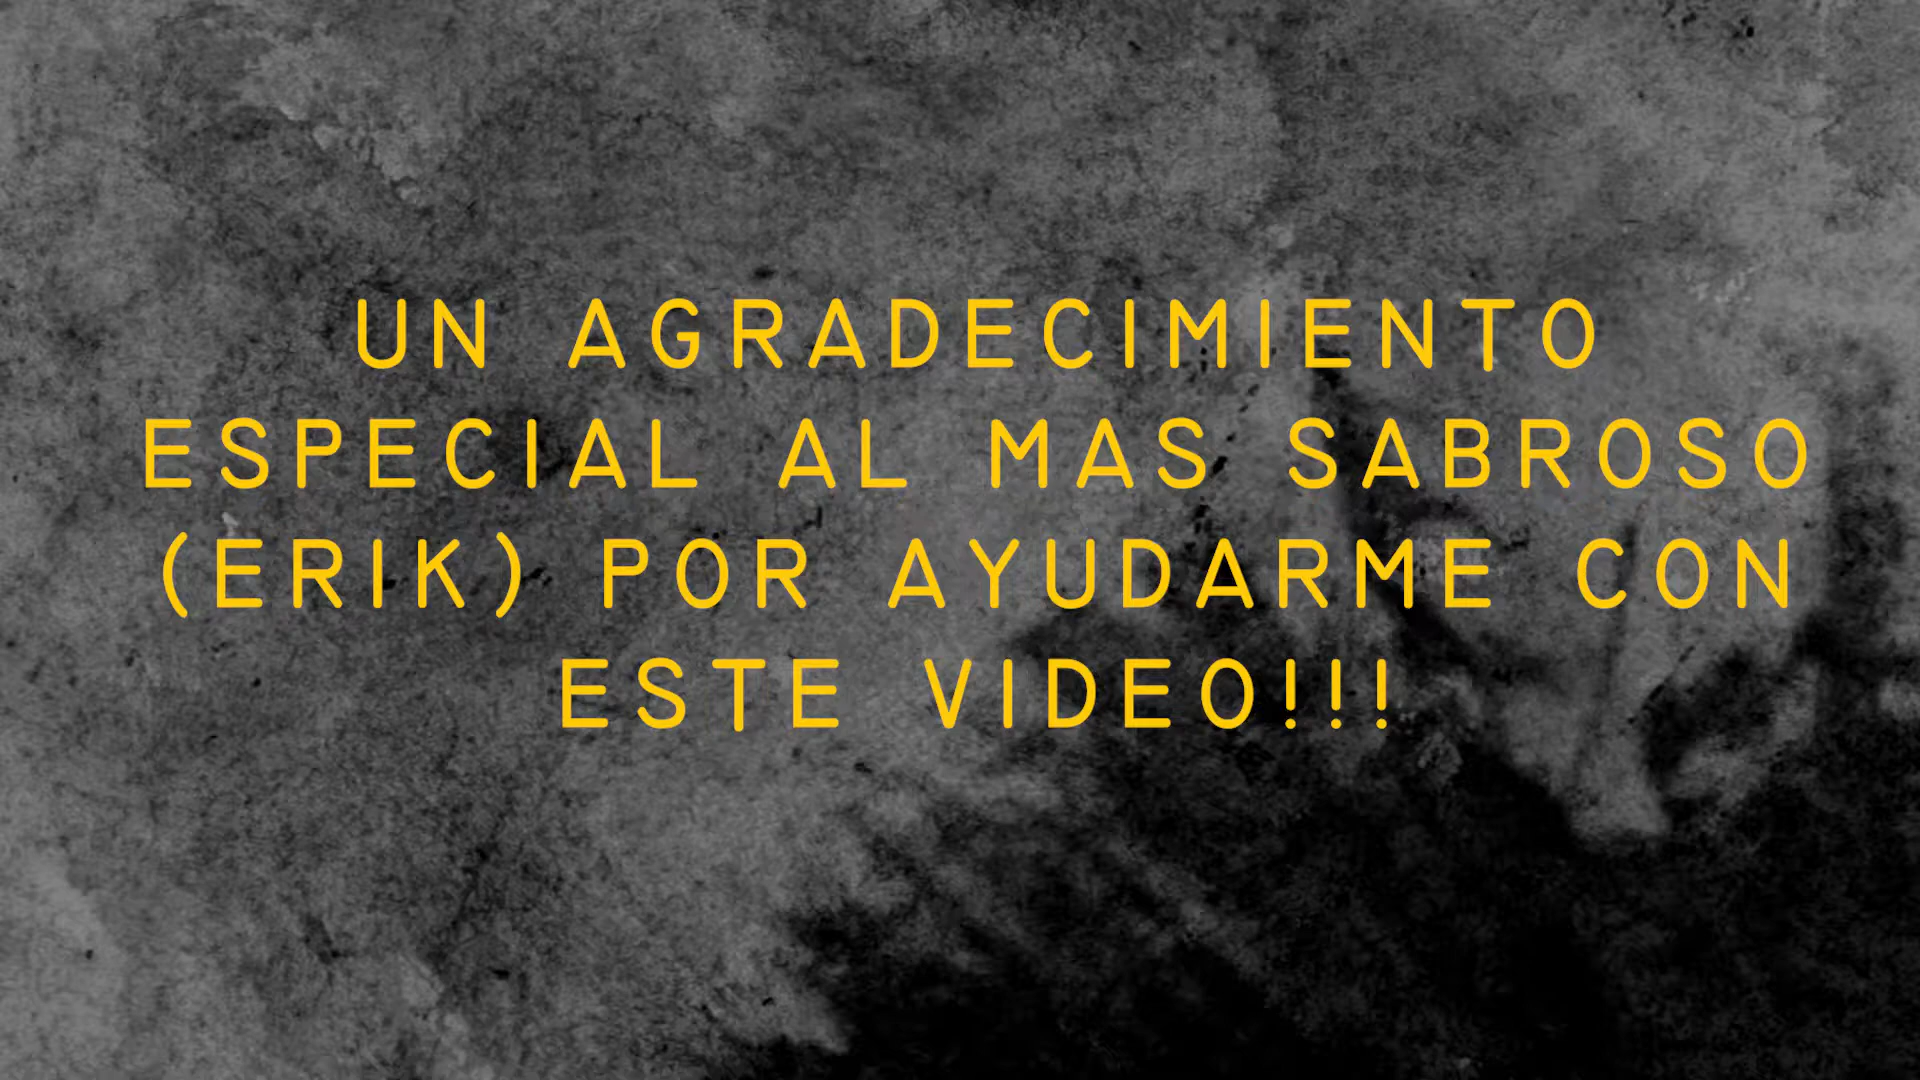 UN AGRADECIMIENTO
ESPECIAL AL MAS SABROSO
(ERIK) POR AYUDARME CON
ESTE VIDEO!!!